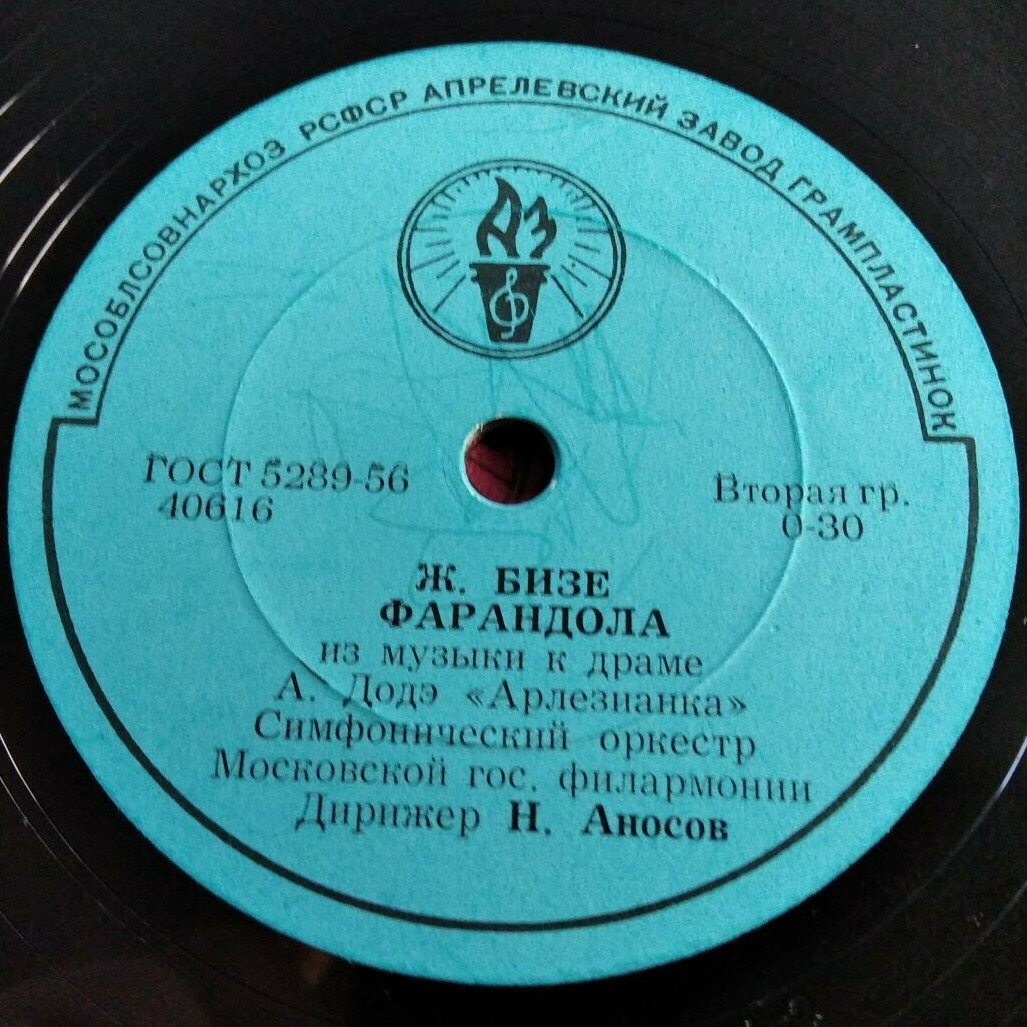 МОСОБЛСОВНАРХОЗ РСФСР АПРЕЛЕВСКИЙ ЗАВОД ГРАМПЛАСТИНОК
АЗ
ГОСТ 5289-56
40616
Вторая гр.
0-30
Ж. БИЗЕ
ФАРАНДОЛА
из музыки к драме
А. Додэ «Арлезианка»
Симфонический оркестр
Московской гос. филармонии
Дирижер Н. Аносов